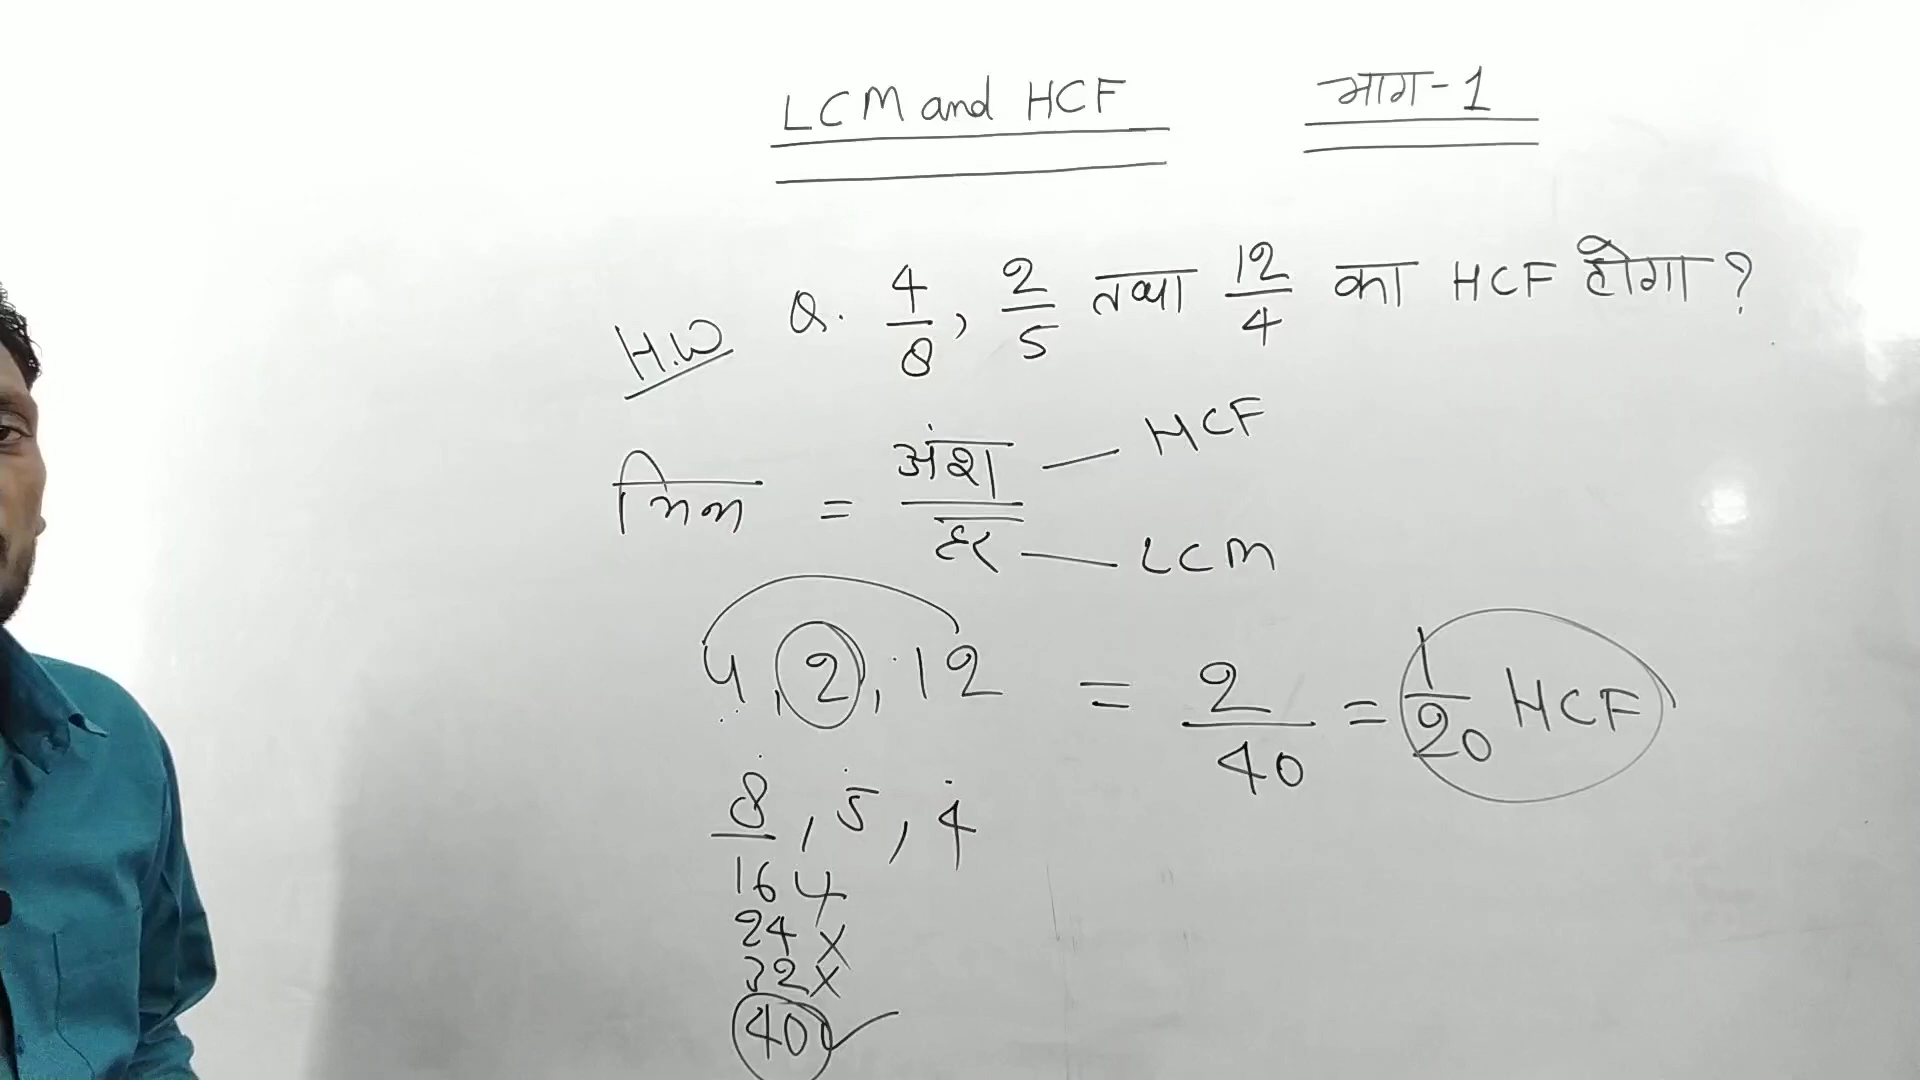 LCM and HCF भाग-1
H.W Q. 4/8, 2/5 तथा 12/4 का HCF होगा ?
भिन्न = अंश/हर — HCF — LCM
4, 2, 12 = 2/40 = 1/20 HCF
8, 5, 4
16 x
24 x
32 x
40 ✓